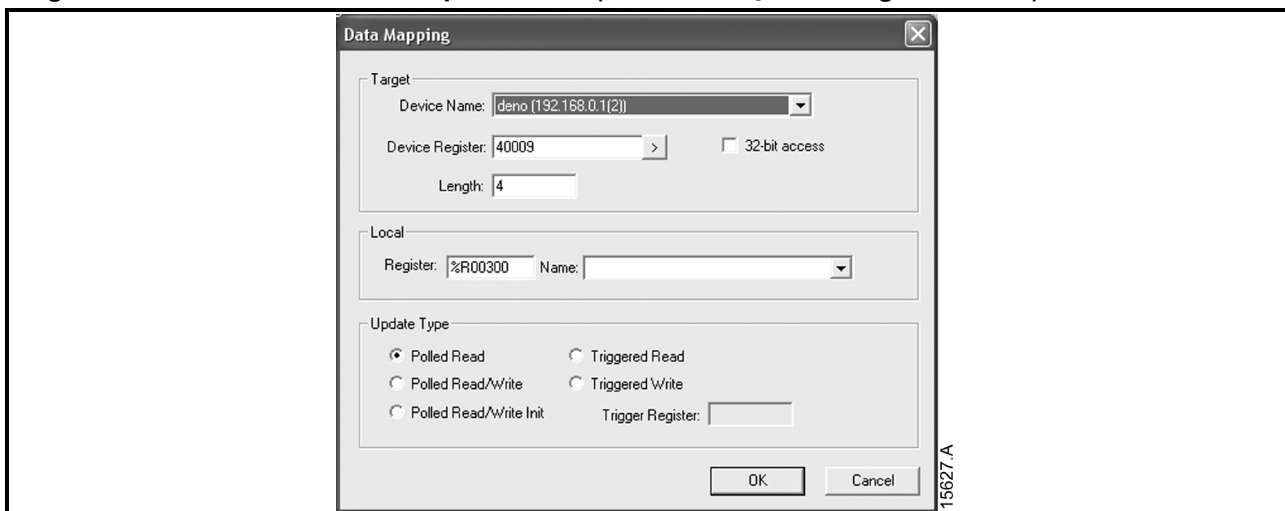 Data Mapping
Target
Device Name: deno (192.168.0.1(2))
Device Register: 40009 > 32-bit access
Length: 4
Local
Register: %R00300 Name:
Update Type
Polled Read Triggered Read
Polled Read/Write Triggered Write
Polled Read/Write Init Trigger Register:
OK Cancel
15627.A